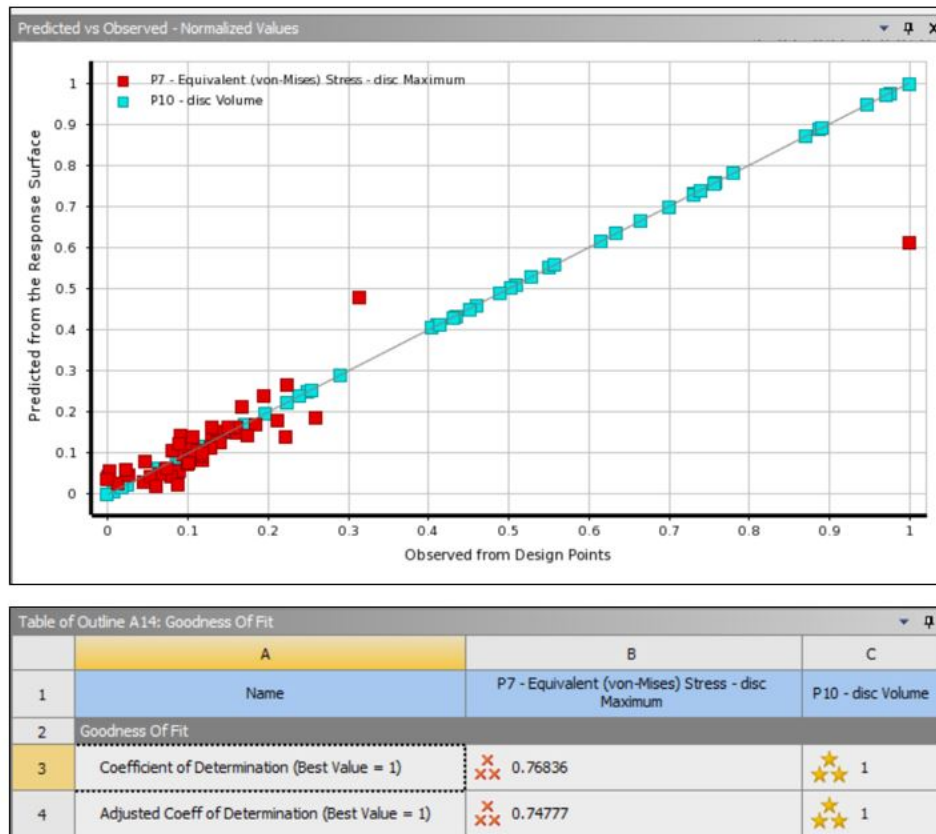 Predicted vs Observed - Normalized Values
P7 - Equivalent (von-Mises) Stress - disc Maximum
P10 - disc Volume
1
0.9
0.8
0.7
0.6
0.5
0.4
0.3
0.2
0.1
0
Predicted from the Response Surface
0 0.1 0.2 0.3 0.4 0.5 0.6 0.7 0.8 0.9 1
Observed from Design Points
Table of Outline A14: Goodness Of Fit
A B C
1 Name P7 - Equivalent (von-Mises) Stress - disc Maximum P10 - disc Volume
2 Goodness Of Fit
3 Coefficient of Determination (Best Value = 1) 0.76836 1
4 Adjusted Coeff of Determination (Best Value = 1) 0.74777 1